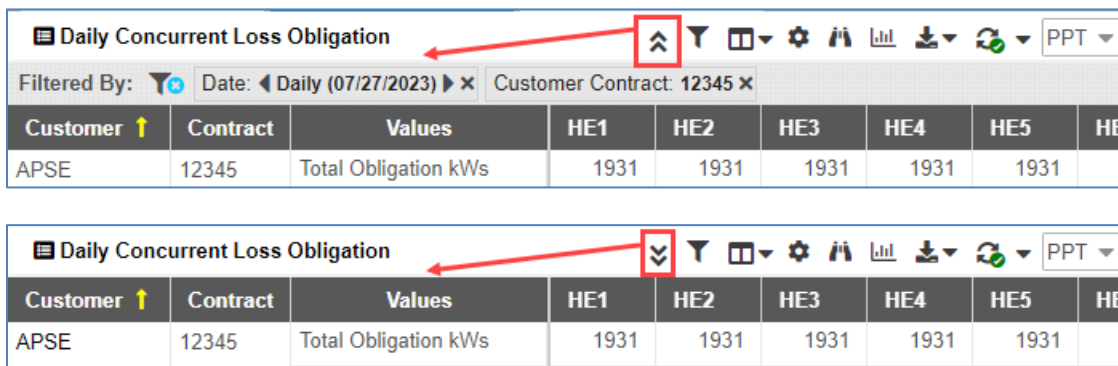 Daily Concurrent Loss Obligation PPT
Filtered By: Date: Daily (07/27/2023) Customer Contract: 12345
Customer Contract Values HE1 HE2 HE3 HE4 HE5
APSE 12345 Total Obligation kWs 1931 1931 1931 1931 1931
Daily Concurrent Loss Obligation PPT
Customer Contract Values HE1 HE2 HE3 HE4 HE5
APSE 12345 Total Obligation kWs 1931 1931 1931 1931 1931